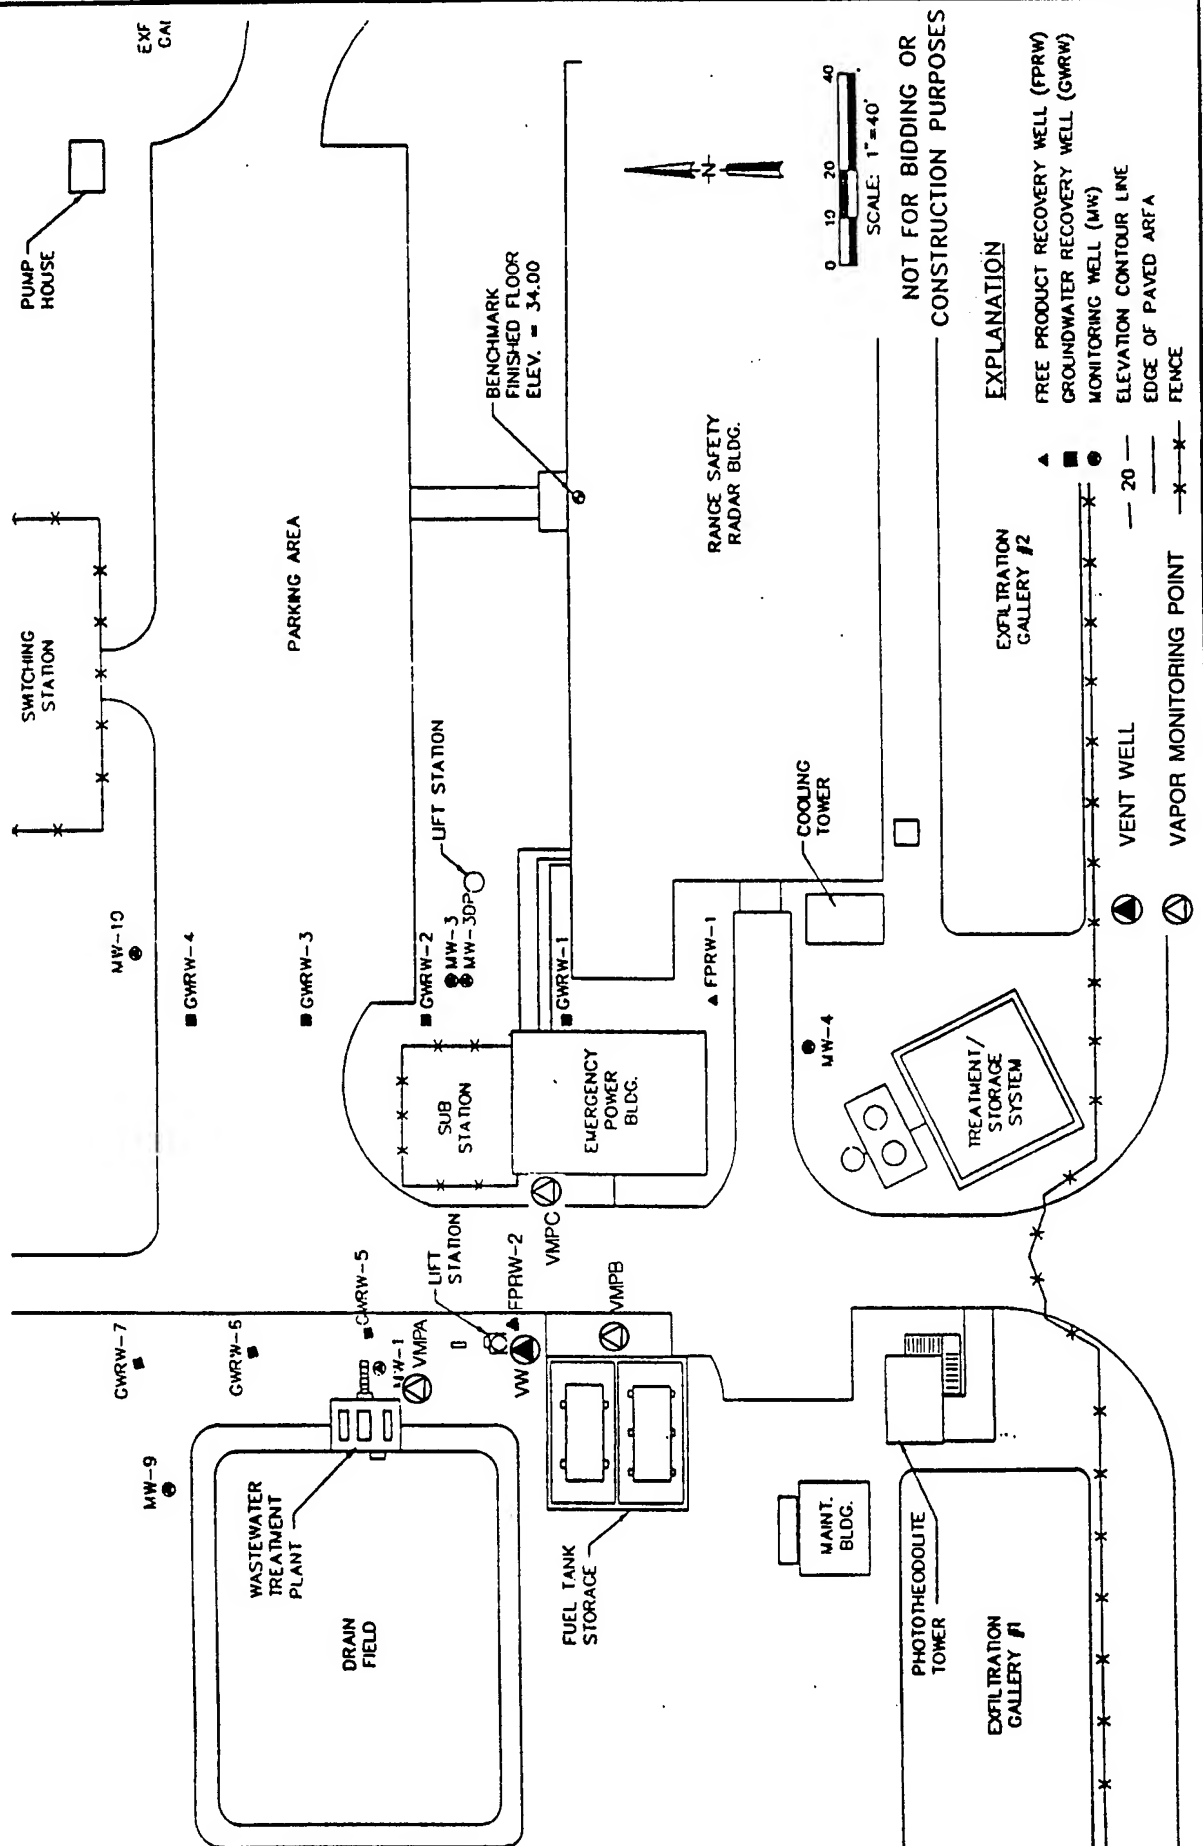 EXF
GAL
PUMP
HOUSE
SWITCHING
STATION
PARKING AREA
BENCHMARK
FINISHED FLOOR
ELEV. = 34.00
N
0 10 20 40
SCALE: 1"=40'
NOT FOR BIDDING OR
CONSTRUCTION PURPOSES
EXPLANATION
FREE PRODUCT RECOVERY WELL (FPRW)
GROUNDWATER RECOVERY WELL (GWRW)
MONITORING WELL (MW)
20
ELEVATION CONTOUR LINE
EDGE OF PAVED AREA
FENCE
VENT WELL
VAPOR MONITORING POINT
RANGE SAFETY
RADAR BLDG.
EXFILTRATION
GALLERY #2
LIFT STATION
COOLING
TOWER
MW-10
GWRW-4
GWRW-3
GWRW-2
MW-3
MW-3DP
GWRW-1
FPRW-1
MW-4
SUB
STATION
EMERGENCY
POWER
BLDG.
TREATMENT/
STORAGE
SYSTEM
GWRW-7
GWRW-6
GWRW-5
MW-1
VMPA
LIFT
STATION
FPRW-2
VW
VMPC
VMPB
MW-9
WASTEWATER
TREATMENT
PLANT
DRAIN
FIELD
FUEL TANK
STORAGE
MAINT.
BLDG.
PHOTOTHEODOLITE
TOWER
EXFILTRATION
GALLERY #1